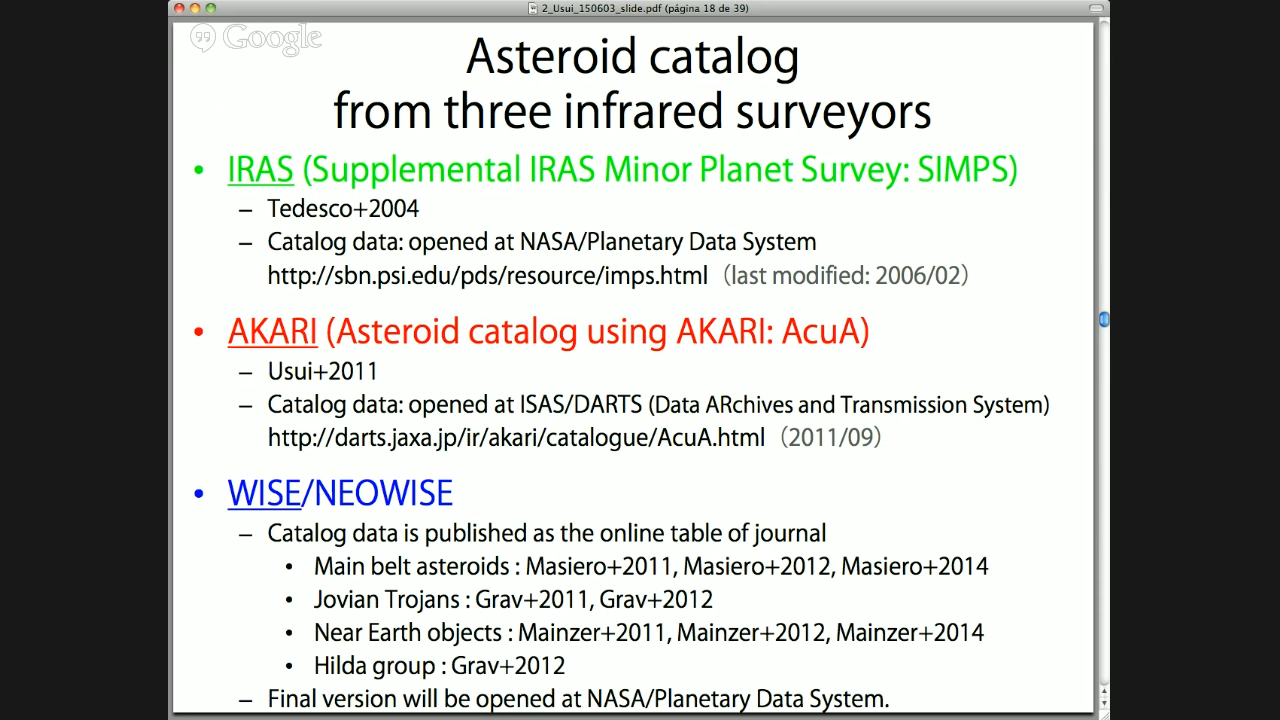 2_Usui_150603_slide.pdf (página 18 de 39)
Google
Asteroid catalog
from three infrared surveyors
• IRAS (Supplemental IRAS Minor Planet Survey: SIMPS)
– Tedesco+2004
– Catalog data: opened at NASA/Planetary Data System
http://sbn.psi.edu/pds/resource/imps.html (last modified: 2006/02)
• AKARI (Asteroid catalog using AKARI: AcuA)
– Usui+2011
– Catalog data: opened at ISAS/DARTS (Data ARchives and Transmission System)
http://darts.jaxa.jp/ir/akari/catalogue/AcuA.html (2011/09)
• WISE/NEOWISE
– Catalog data is published as the online table of journal
• Main belt asteroids : Masiero+2011, Masiero+2012, Masiero+2014
• Jovian Trojans : Grav+2011, Grav+2012
• Near Earth objects : Mainzer+2011, Mainzer+2012, Mainzer+2014
• Hilda group : Grav+2012
– Final version will be opened at NASA/Planetary Data System.